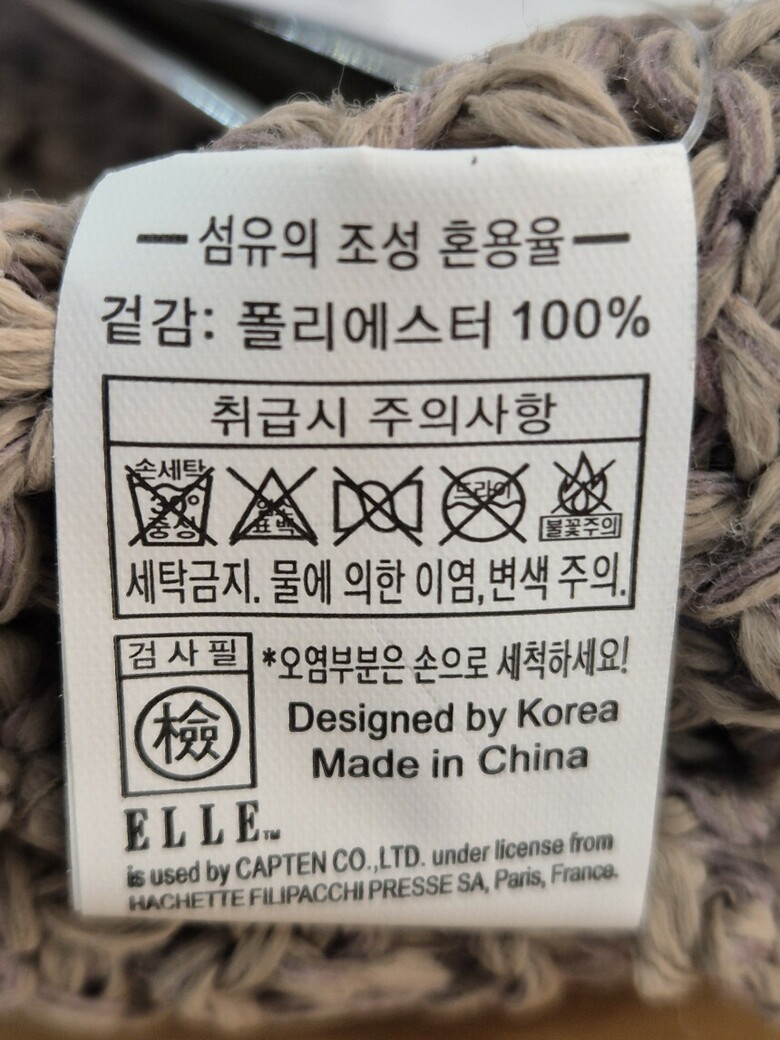 섬유의 조성 혼용율
겉감: 폴리에스터 100%
취급시 주의사항
손세탁
30°
중성
염소
표백
드라이
불꽃주의
세탁금지. 물에 의한 이염,변색 주의.
검사필
檢
*오염부분은 손으로 세척하세요!
Designed by Korea
Made in China
ELLE™
is used by CAPTEN CO.,LTD. under license from
HACHETTE FILIPACCHI PRESSE SA, Paris, France.